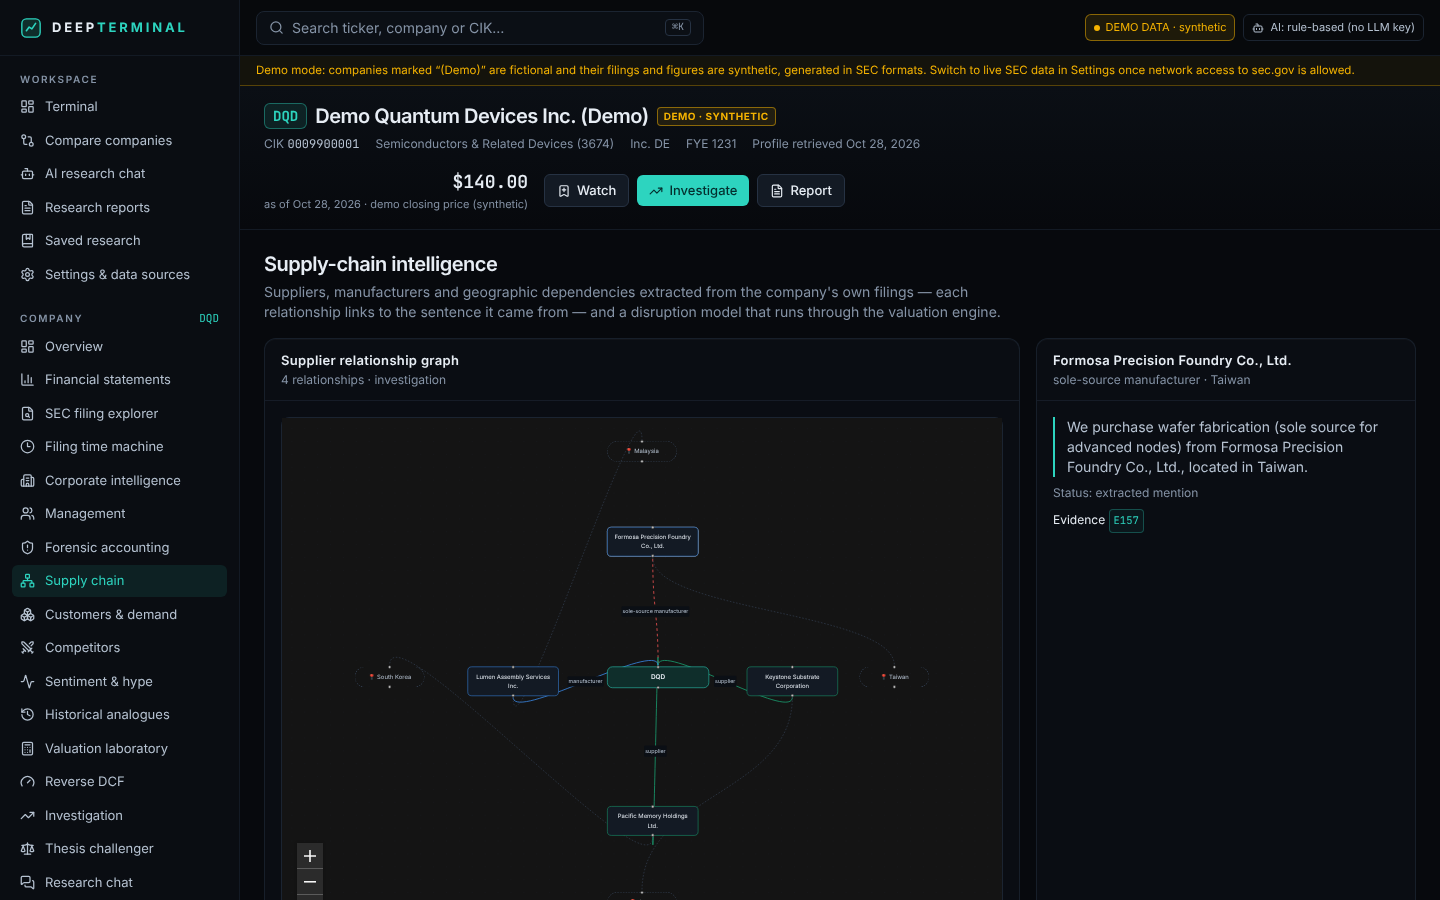 DEEPTERMINAL
Search ticker, company or CIK...
⌘K
DEMO DATA · synthetic
AI: rule-based (no LLM key)
Demo mode: companies marked “(Demo)” are fictional and their filings and figures are synthetic, generated in SEC formats. Switch to live SEC data in Settings once network access to sec.gov is allowed.
WORKSPACE
Terminal
Compare companies
AI research chat
Research reports
Saved research
Settings & data sources
COMPANY DQD
Overview
Financial statements
SEC filing explorer
Filing time machine
Corporate intelligence
Management
Forensic accounting
Supply chain
Customers & demand
Competitors
Sentiment & hype
Historical analogues
Valuation laboratory
Reverse DCF
Investigation
Thesis challenger
Research chat
DQD Demo Quantum Devices Inc. (Demo) DEMO · SYNTHETIC
CIK 0009900001 Semiconductors & Related Devices (3674) Inc. DE FYE 1231 Profile retrieved Oct 28, 2026
$140.00
as of Oct 28, 2026 · demo closing price (synthetic)
Watch
Investigate
Report
Supply-chain intelligence
Suppliers, manufacturers and geographic dependencies extracted from the company's own filings — each
relationship links to the sentence it came from — and a disruption model that runs through the valuation engine.
Supplier relationship graph
4 relationships · investigation
Malaysia
Formosa Precision Foundry
Co., Ltd.
sole-source manufacturer
South Korea
Lumen Assembly Services
Inc.
manufacturer
DQD
supplier
Keystone Substrate
Corporation
Taiwan
supplier
Pacific Memory Holdings
Ltd.
+
−
Formosa Precision Foundry Co., Ltd.
sole-source manufacturer · Taiwan
We purchase wafer fabrication (sole source for
advanced nodes) from Formosa Precision
Foundry Co., Ltd., located in Taiwan.
Status: extracted mention
Evidence E157